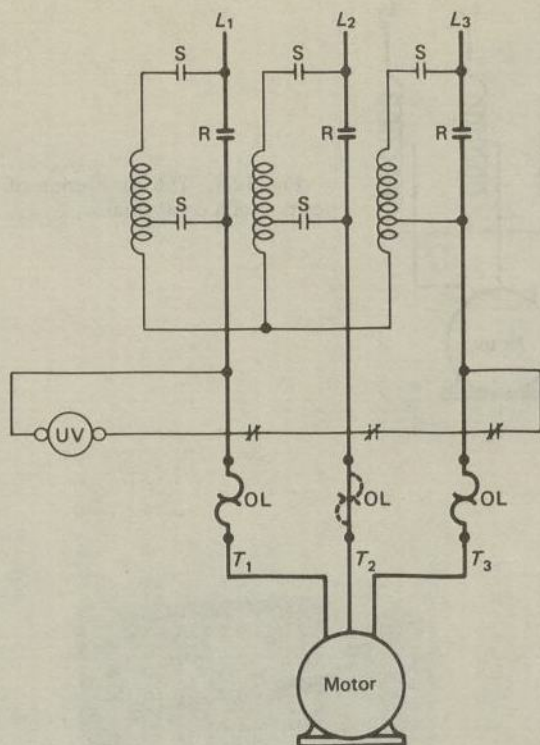 L1 L2 L3
S S S
R R R
S S
UV
OL OL OL
T1 T2 T3
Motor